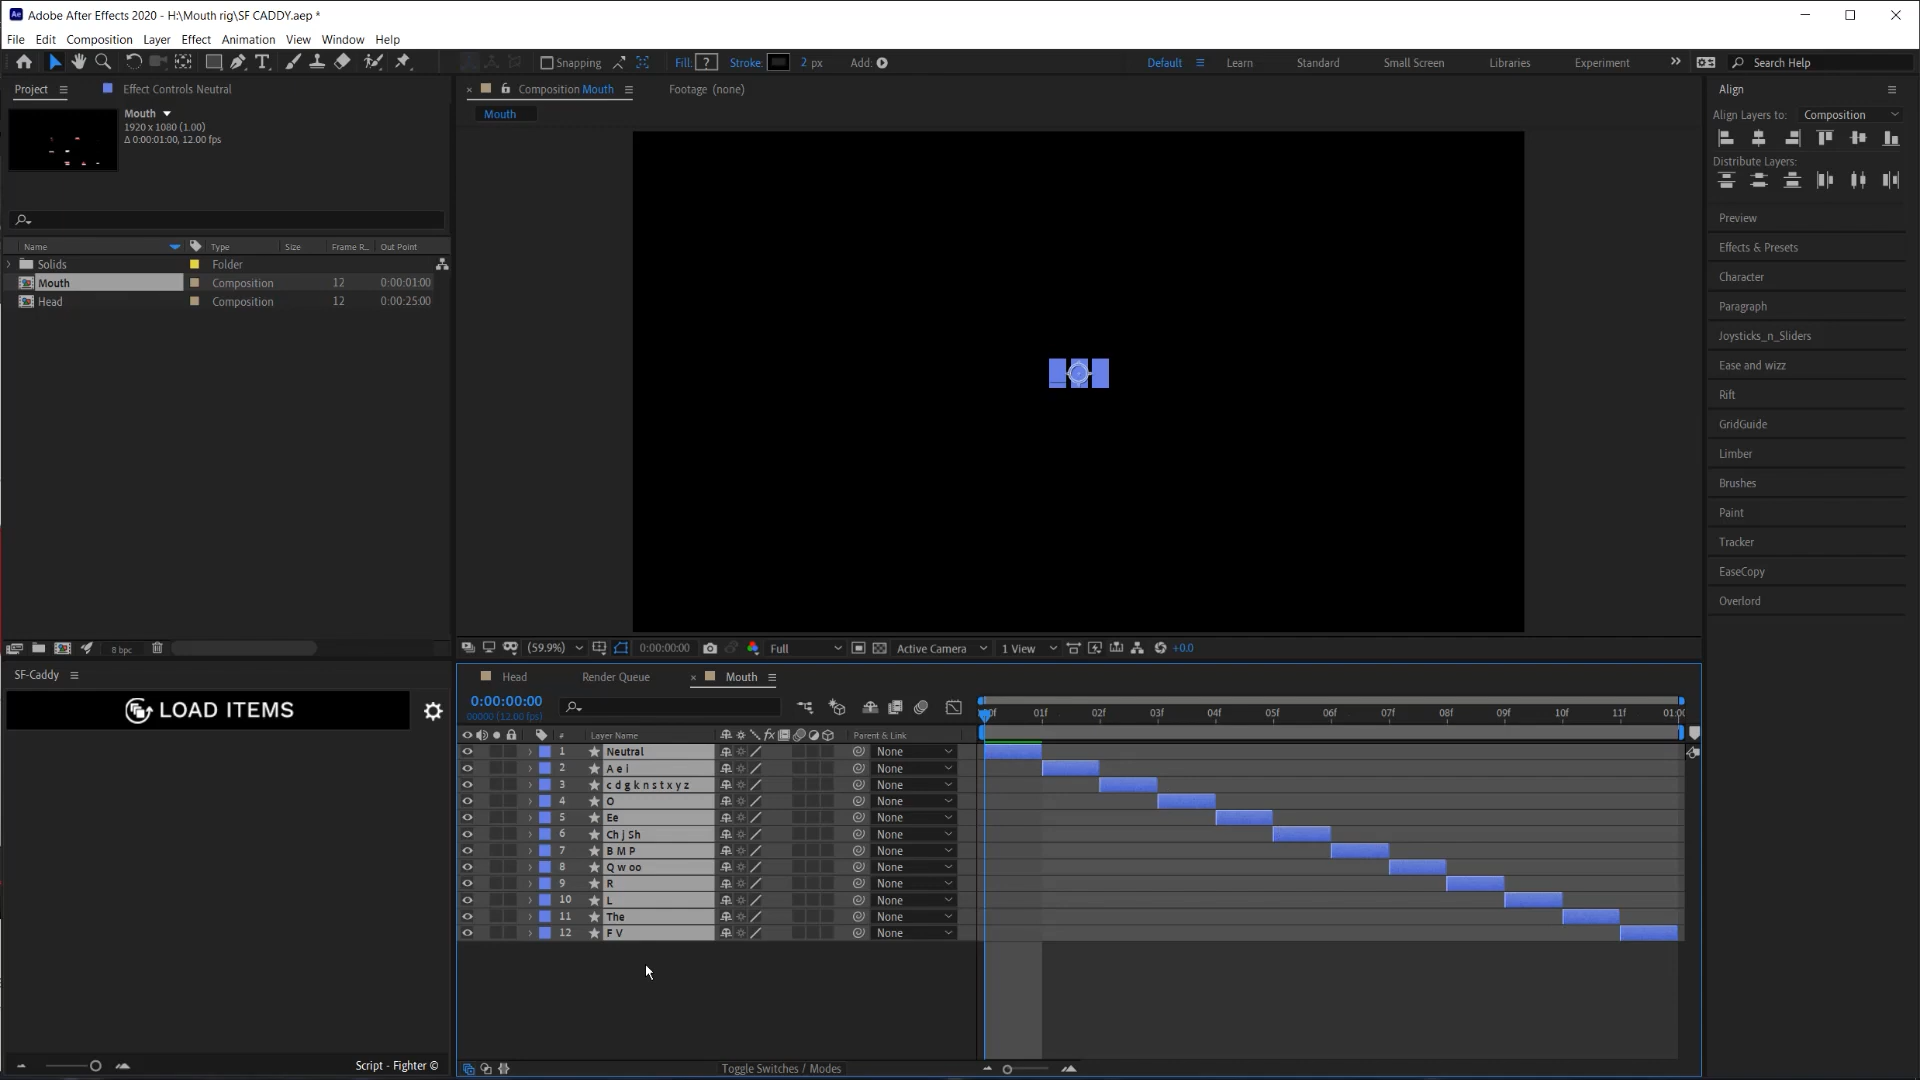 Adobe After Effects 2020 - H:\Mouth rig\SF CADDY.aep *
File Edit Composition Layer Effect Animation View Window Help
Snapping Fill: ? Stroke: 2 px Add: Default Learn Standard Small Screen Libraries Experiment Search Help
Project Effect Controls Neutral
Mouth
1920 x 1080 (1.00)
Δ 0:00:01:00, 12.00 fps
Name Type Size Frame R... Out Point
Solids Folder
Mouth Composition 12 0:00:01:00
Head Composition 12 0:00:25:00
8 bpc
Composition Mouth Footage (none)
Mouth
(59.9%) 0:00:00:00 Full Active Camera 1 View +0.0
Align
Align Layers to: Composition
Distribute Layers:
Preview
Effects & Presets
Character
Paragraph
Joysticks_n_Sliders
Ease and wizz
Rift
GridGuide
Limber
Brushes
Paint
Tracker
EaseCopy
Overlord
SF-Caddy
LOAD ITEMS
Script - Fighter ©
Head Render Queue Mouth
0:00:00:00
00000 (12.00 fps)
01f 02f 03f 04f 05f 06f 07f 08f 09f 10f 11f
# Layer Name Parent & Link
1 Neutral None
2 A e i None
3 c d g k n s t x y z None
4 O None
5 Ee None
6 Ch j Sh None
7 B M P None
8 Q w oo None
9 R None
10 L None
11 The None
12 F V None
Toggle Switches / Modes